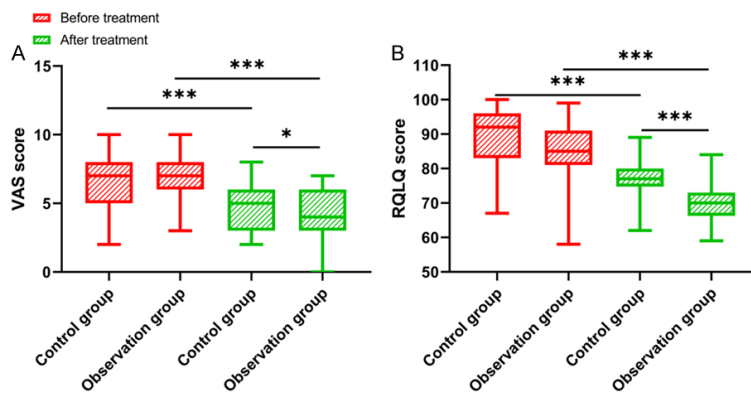 Before treatment
After treatment
A
VAS score
15
10
5
0
***
***
*
Control group
Observation group
Control group
Observation group
B
RQLQ score
110
100
90
80
70
60
50
***
***
***
Control group
Observation group
Control group
Observation group